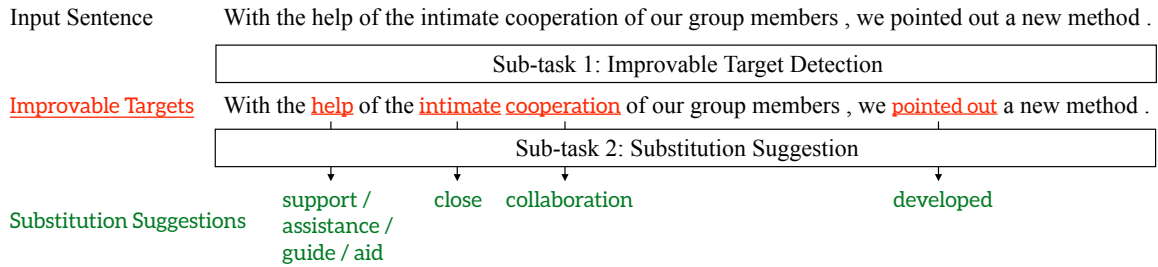 Input Sentence With the help of the intimate cooperation of our group members , we pointed out a new method .
Sub-task 1: Improvable Target Detection
Improvable Targets With the help of the intimate cooperation of our group members , we pointed out a new method .
Sub-task 2: Substitution Suggestion
Substitution Suggestions support / close collaboration developed
assistance /
guide / aid